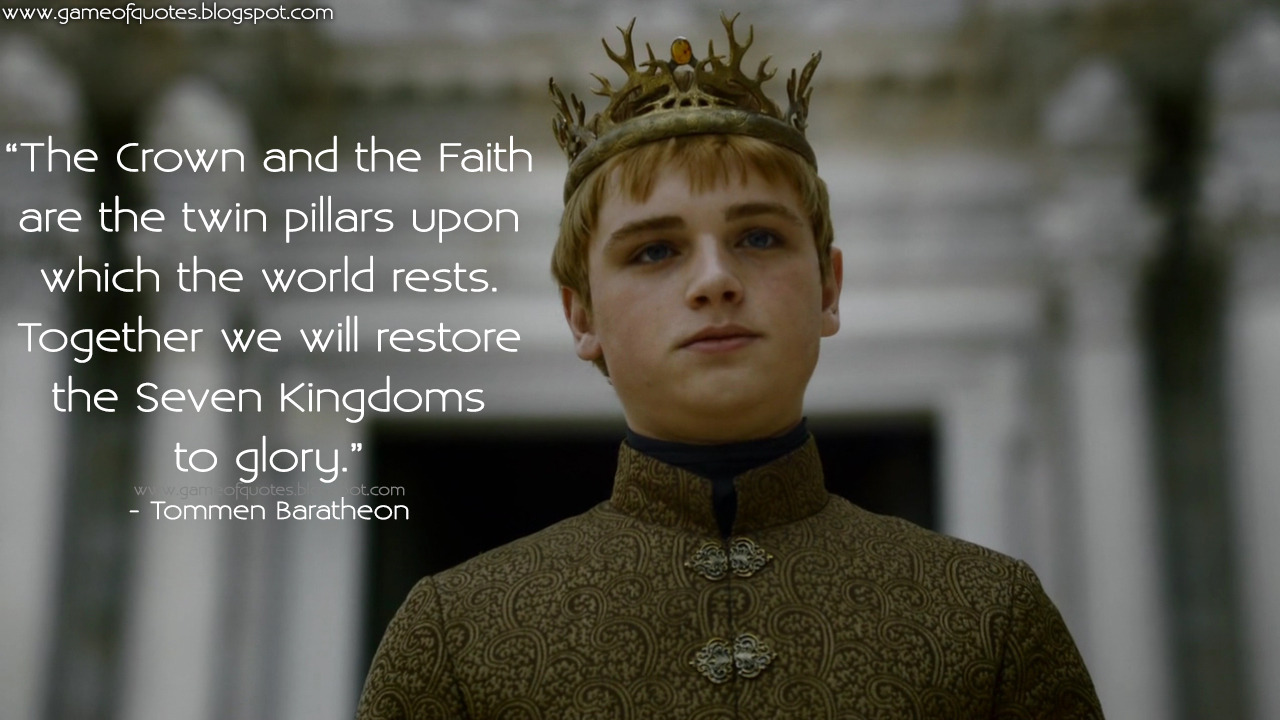 www.gameofquotes.blogspot.com
“The Crown and the Faith
are the twin pillars upon
which the world rests.
Together we will restore
the Seven Kingdoms
to glory.”
www.gameofquotes.blogspot.com
- Tommen Baratheon